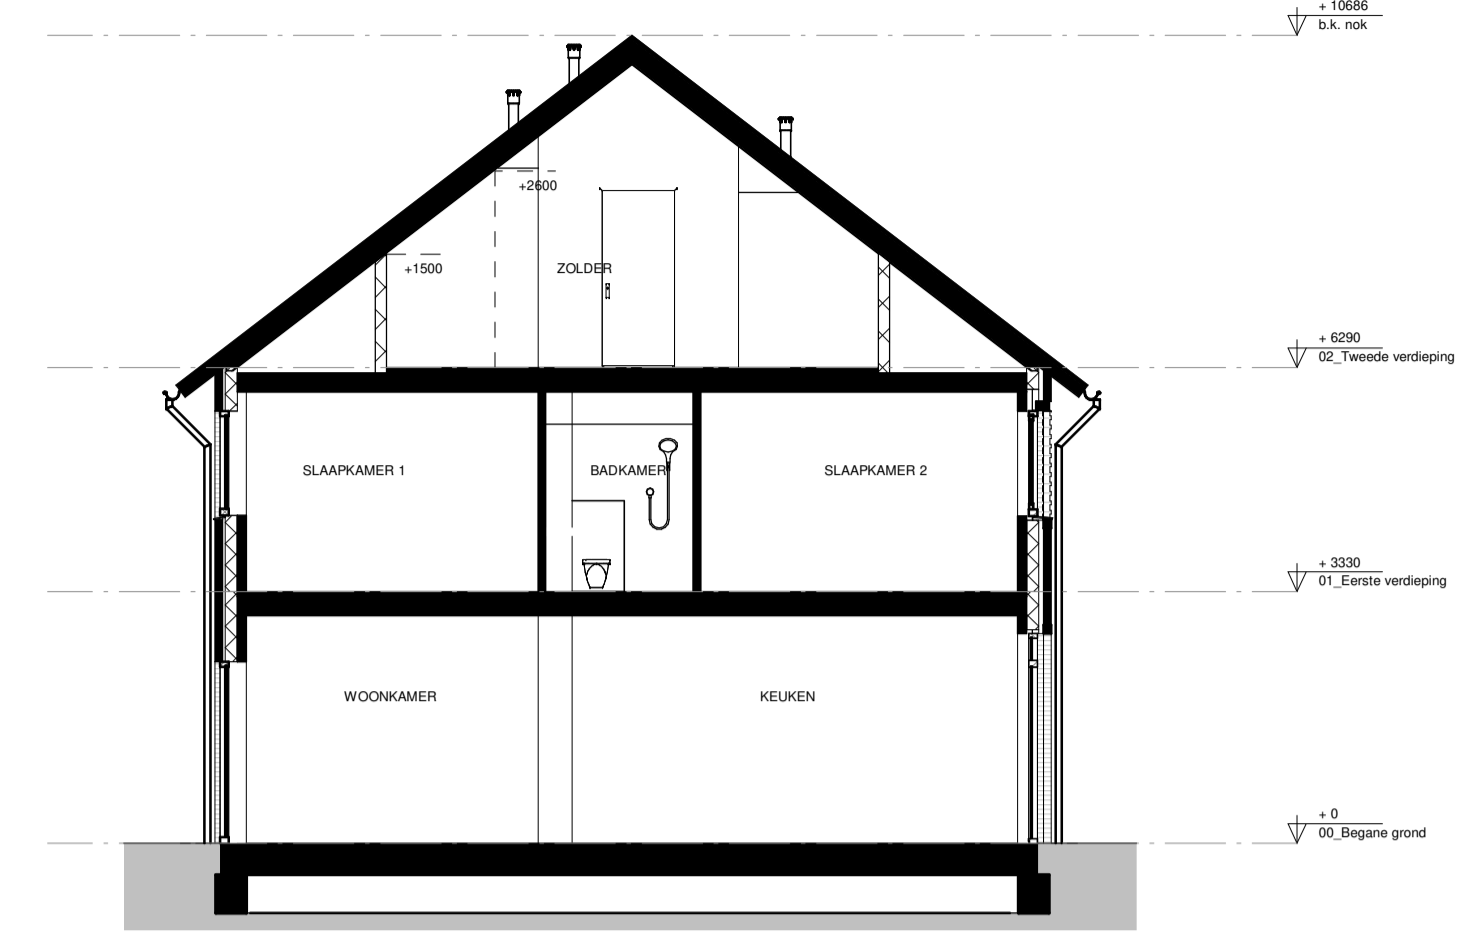 + 10686
b.k. nok
+2600
+1500
ZOLDER
+ 6290
02_Tweede verdieping
SLAAPKAMER 1
BADKAMER
SLAAPKAMER 2
+ 3330
01_Eerste verdieping
WOONKAMER
KEUKEN
+ 0
00_Begane grond